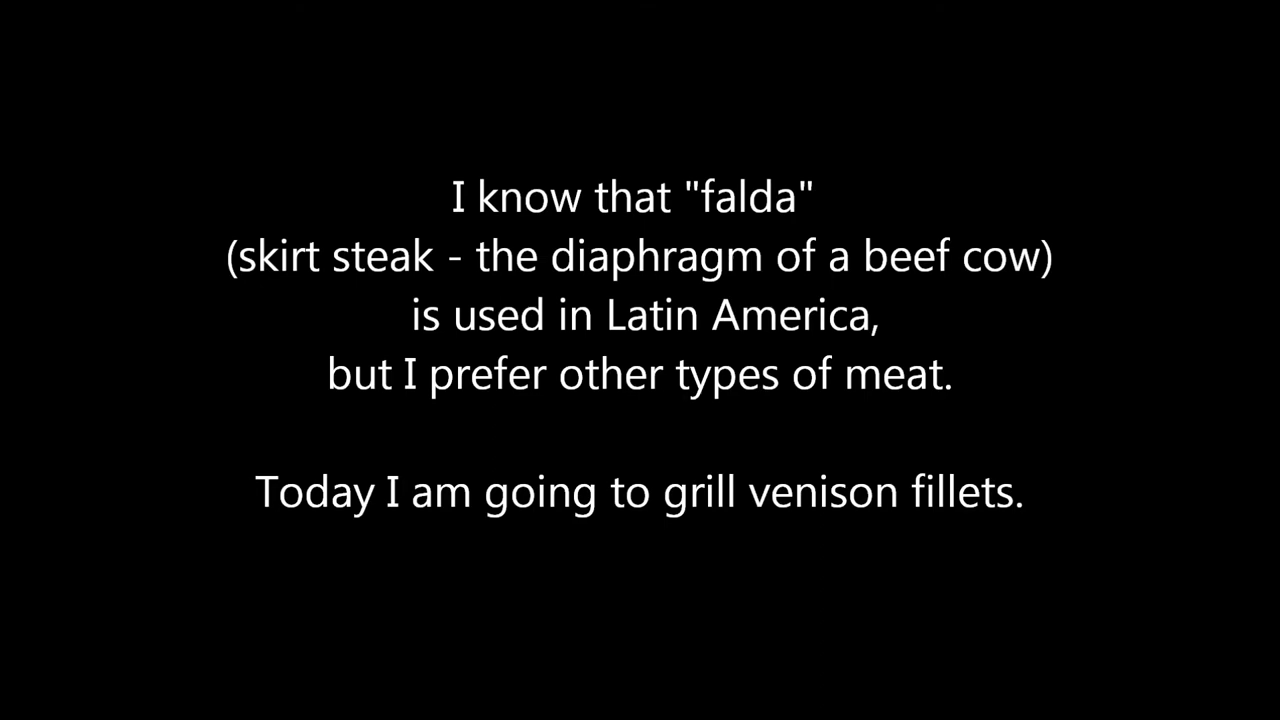 I know that "falda"
(skirt steak - the diaphragm of a beef cow)
is used in Latin America,
but I prefer other types of meat.
Today I am going to grill venison fillets.